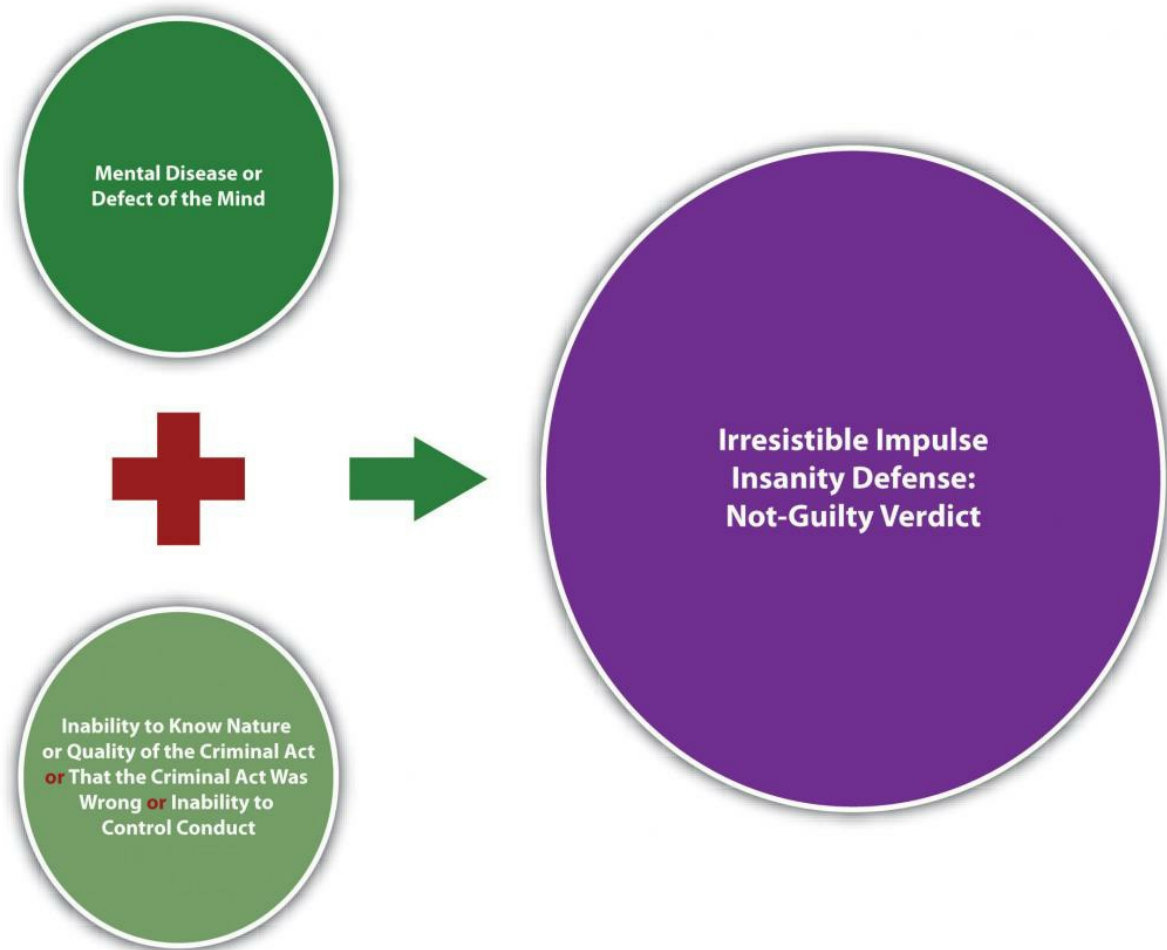 Mental Disease or
Defect of the Mind
Inability to Know Nature
or Quality of the Criminal Act
or That the Criminal Act Was
Wrong or Inability to
Control Conduct
Irresistible Impulse
Insanity Defense:
Not-Guilty Verdict